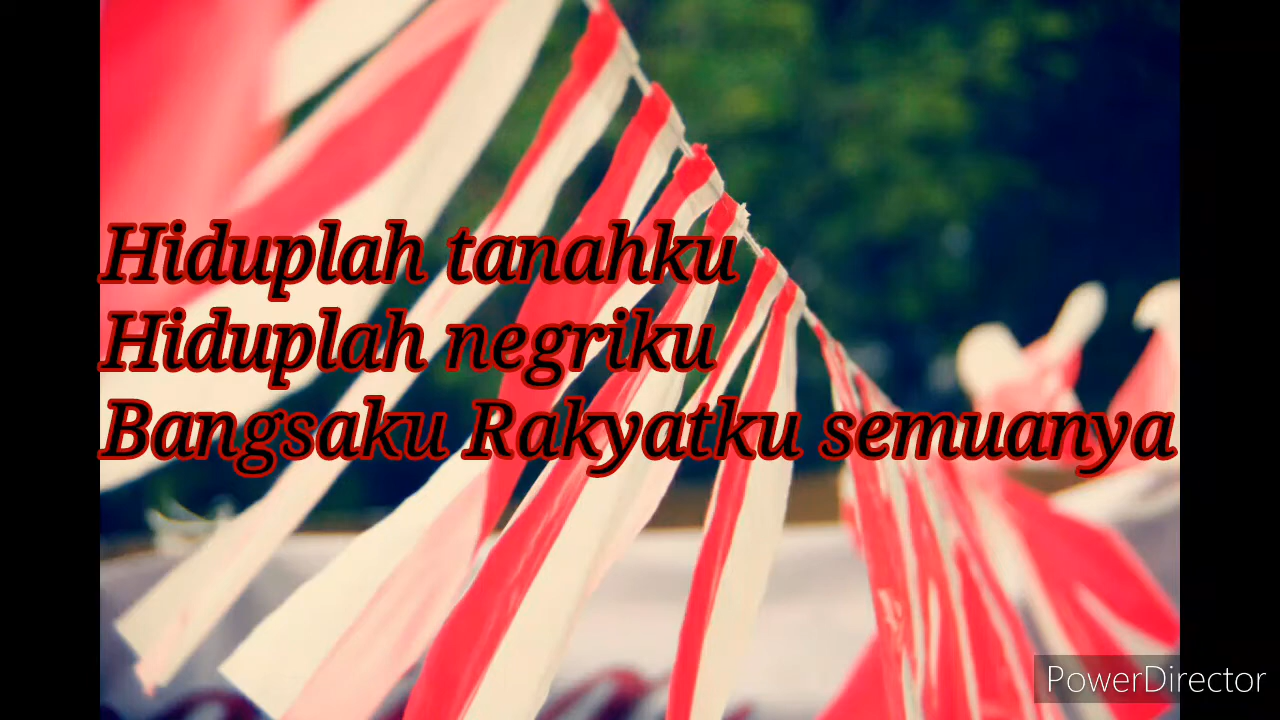 Hiduplah tanahku
Hiduplah negriku
Bangsaku Rakyatku semuanya
PowerDirector